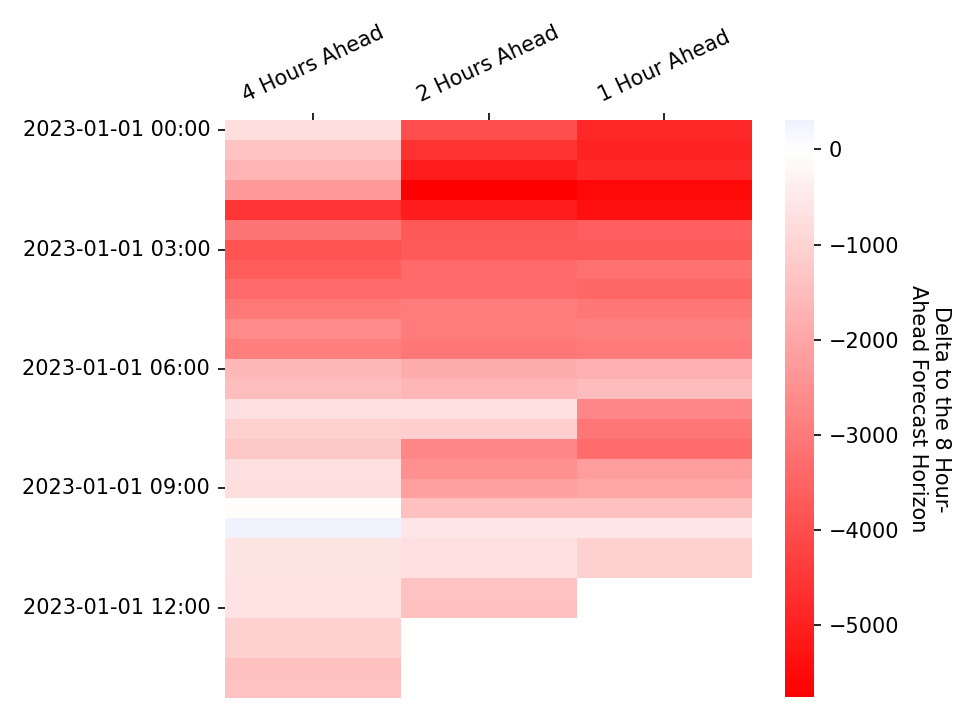 4 Hours Ahead
2 Hours Ahead
1 Hour Ahead
2023-01-01 00:00
2023-01-01 03:00
2023-01-01 06:00
2023-01-01 09:00
2023-01-01 12:00
0
−1000
−2000
−3000
−4000
−5000
Delta to the 8 Hour-
Ahead Forecast Horizon